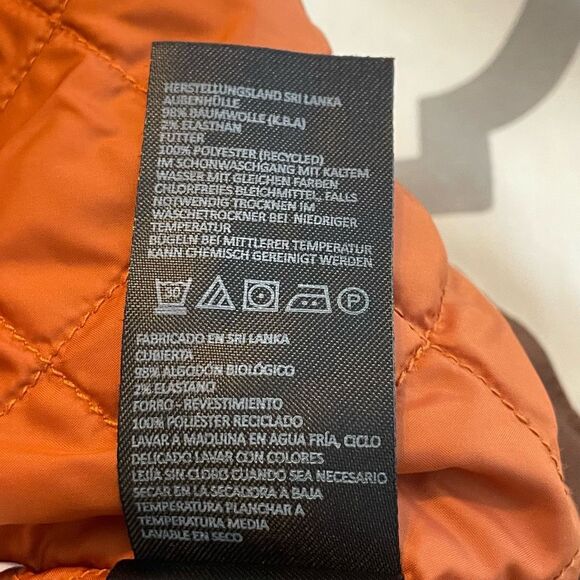 HERSTELLUNGSLAND SRI LANKA
AUßENHÜLLE
98% BAUMWOLLE (K.B.A)
2% ELASTHAN
FUTTER
100% POLYESTER (RECYCLED)
IM SCHONWASCHGANG MIT KALTEM
WASSER MIT GLEICHEN FARBEN
CHLORFREIES BLEICHMITTEL, FALLS
NOTWENDIG TROCKNEN IM
WASCHETROCKNER BEI NIEDRIGER
TEMPERATUR
BÜGELN BEI MITTLERER TEMPERATUR
KANN CHEMISCH GEREINIGT WERDEN
30
P
FABRICADO EN SRI LANKA
CUBIERTA
98% ALGODÓN BIOLÓGICO
2% ELASTANO
FORRO - REVESTIMIENTO
100% POLIÉSTER RECICLADO
LAVAR A MAQUINA EN AGUA FRÍA, CICLO
DELICADO LAVAR CON COLORES
LEJÍA SIN CLORO CUANDO SEA NECESARIO
SECAR EN LA SECADORA A BAJA
TEMPERATURA PLANCHAR A
TEMPERATURA MEDIA
LAVABLE EN SECO